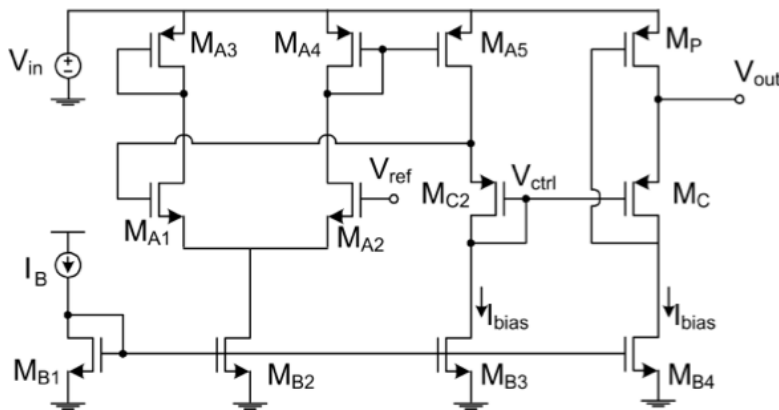 M_A3
M_A4
M_A5
M_P
V_in
V_out
V_ref
V_ctrl
M_C2
M_C
M_A1
M_A2
I_B
I_bias
I_bias
M_B1
M_B2
M_B3
M_B4